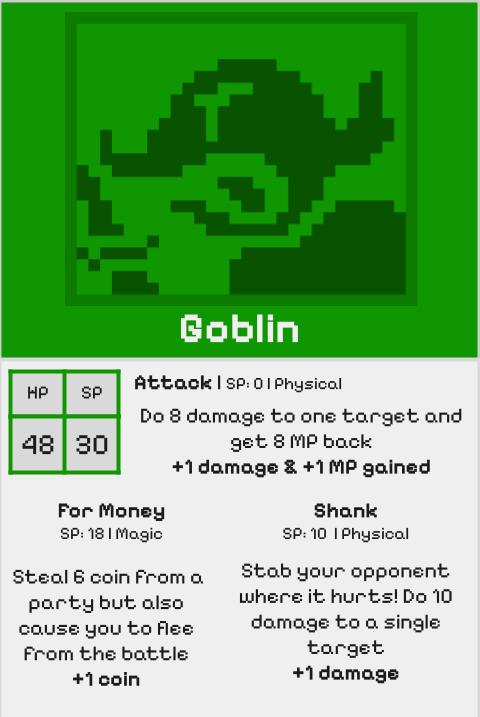 Goblin
HP SP
48 30
Attack | SP: 0 | Physical
Do 8 damage to one target and
get 8 MP back
+1 damage & +1 MP gained
For Money
SP: 18 | Magic
Steal 6 coin from a
party but also
cause you to flee
from the battle
+1 coin
Shank
SP: 10 | Physical
Stab your opponent
where it hurts! Do 10
damage to a single
target
+1 damage